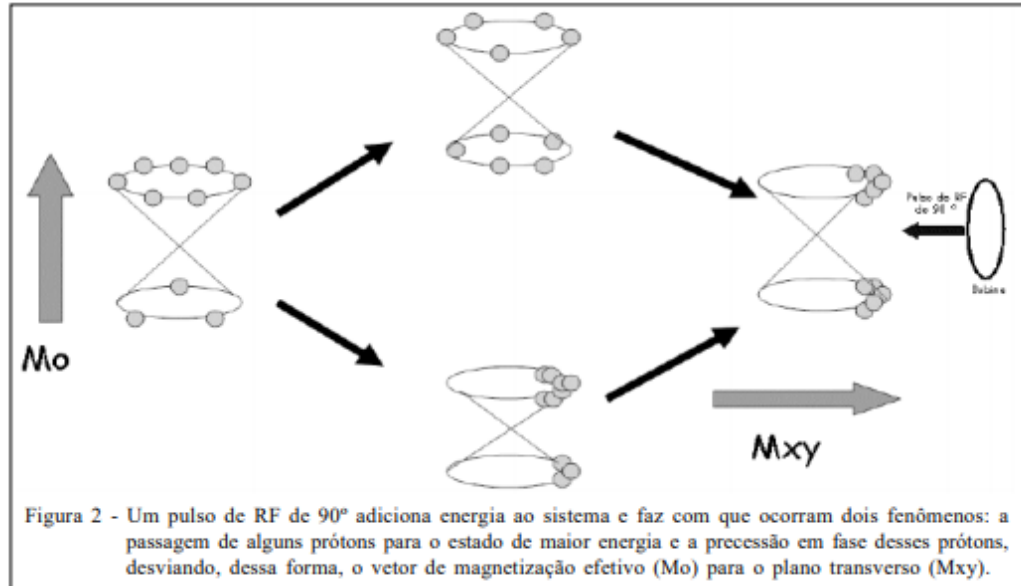 Mo
Pulso de RF
de 90 º
Bobina
Mxy
Figura 2 - Um pulso de RF de 90º adiciona energia ao sistema e faz com que ocorram dois fenômenos: a
passagem de alguns prótons para o estado de maior energia e a precessão em fase desses prótons,
desviando, dessa forma, o vetor de magnetização efetivo (Mo) para o plano transverso (Mxy).